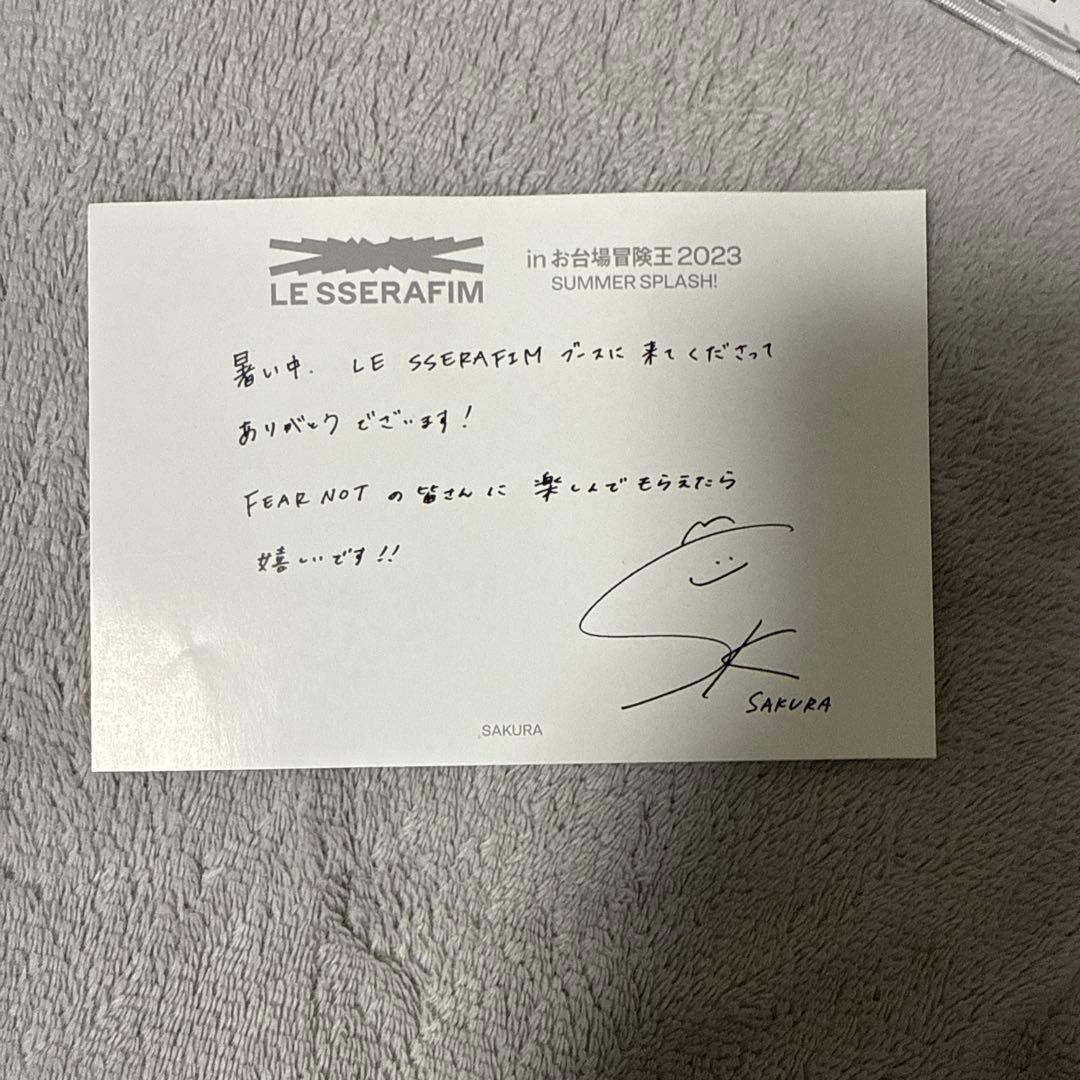 LE SSERAFIM
in お台場冒険王 2023
SUMMER SPLASH!
暑い中、 LE SSERAFIM ブースに 来てくださって
ありがとうございます!
FEARNOT の 皆さんに 楽しんでもらえたら
嬉しいです!!
SK
SAKURA
SAKURA